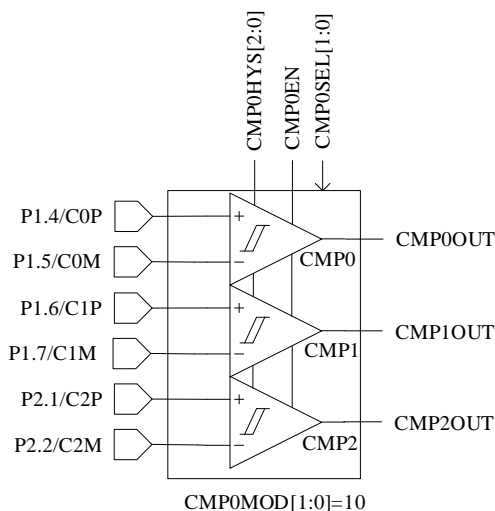 CMP0HYS[2:0]
CMP0EN
CMP0SEL[1:0]
P1.4/C0P
+
P1.5/C0M
−
CMP0
CMP0OUT
P1.6/C1P
+
P1.7/C1M
−
CMP1
CMP1OUT
P2.1/C2P
+
P2.2/C2M
−
CMP2
CMP2OUT
CMP0MOD[1:0]=10